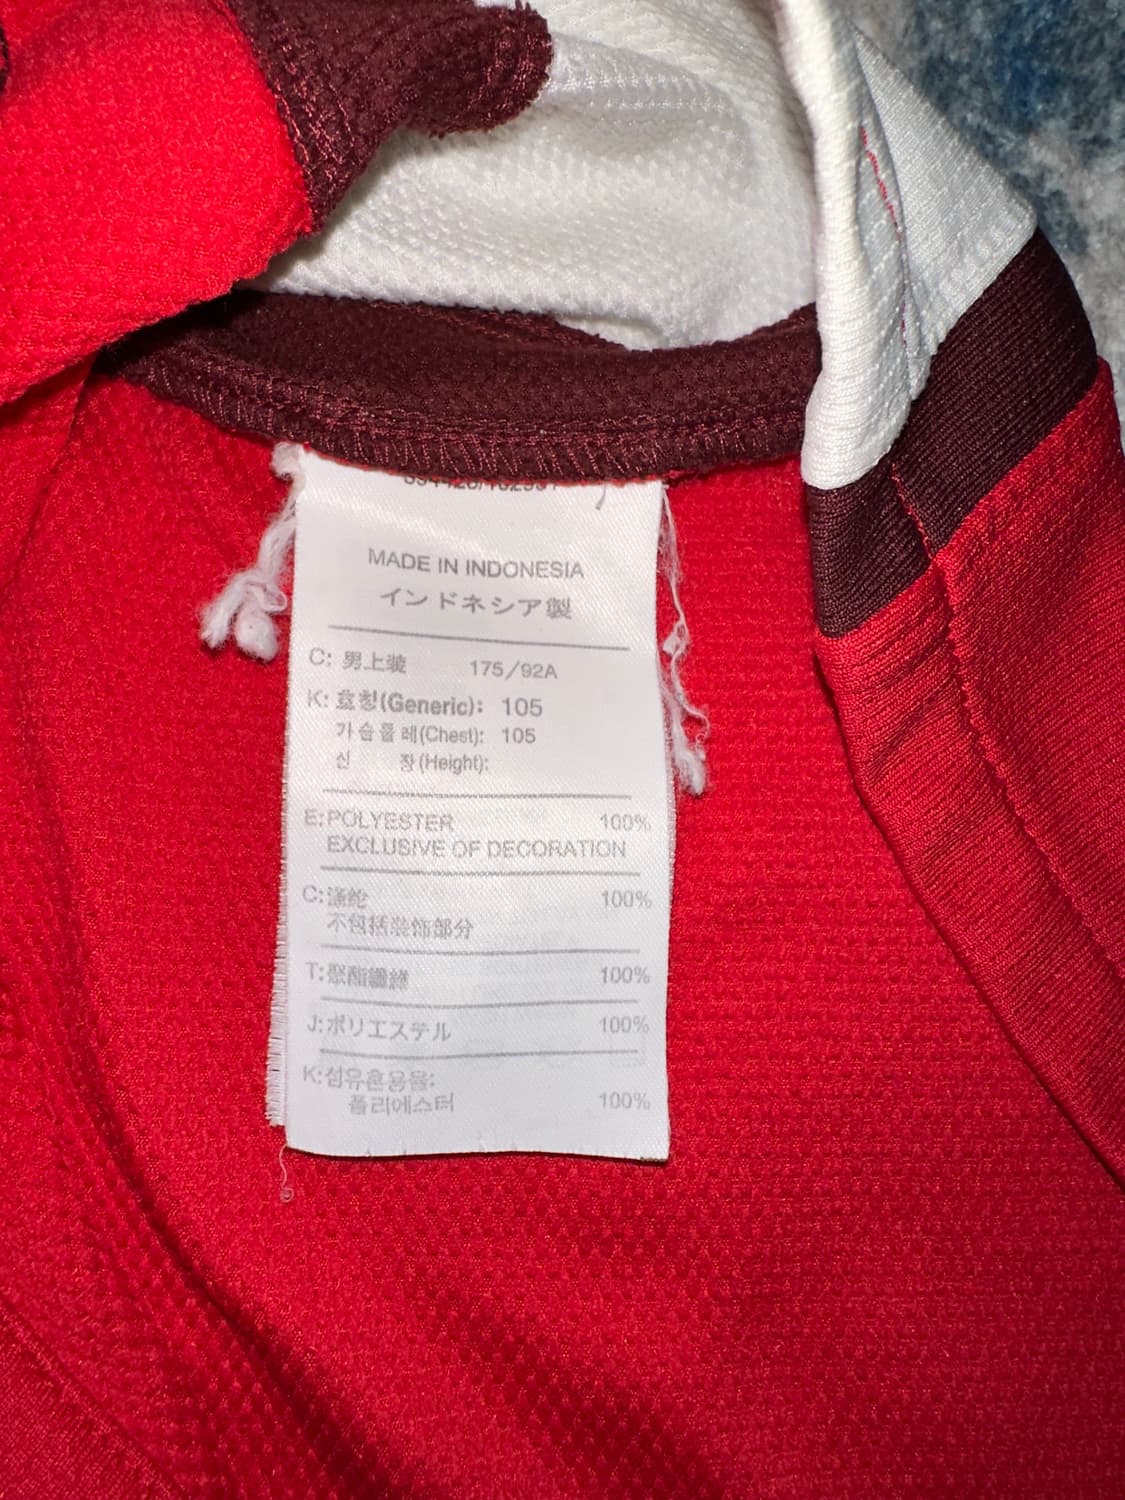 MADE IN INDONESIA
インドネシア製
C: 男上装 175/92A
K: 호칭(Generic): 105
가슴둘레(Chest): 105
신 장(Height):
E:POLYESTER 100%
EXCLUSIVE OF DECORATION
C:涤纶 100%
不包括装饰部分
T:聚酯纖維 100%
J:ポリエステル 100%
K:섬유혼용율:
폴리에스터 100%